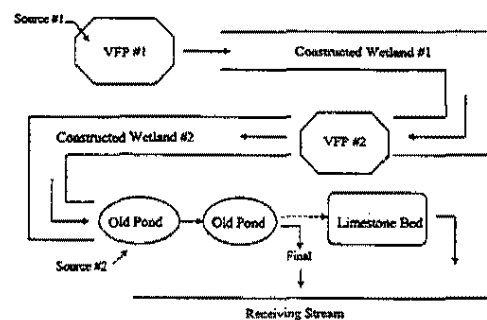 Source #1
VFP #1
Constructed Wetland #1
Constructed Wetland #2
VFP #2
Old Pond
Old Pond
Limestone Bed
Final
Source #2
Receiving Stream